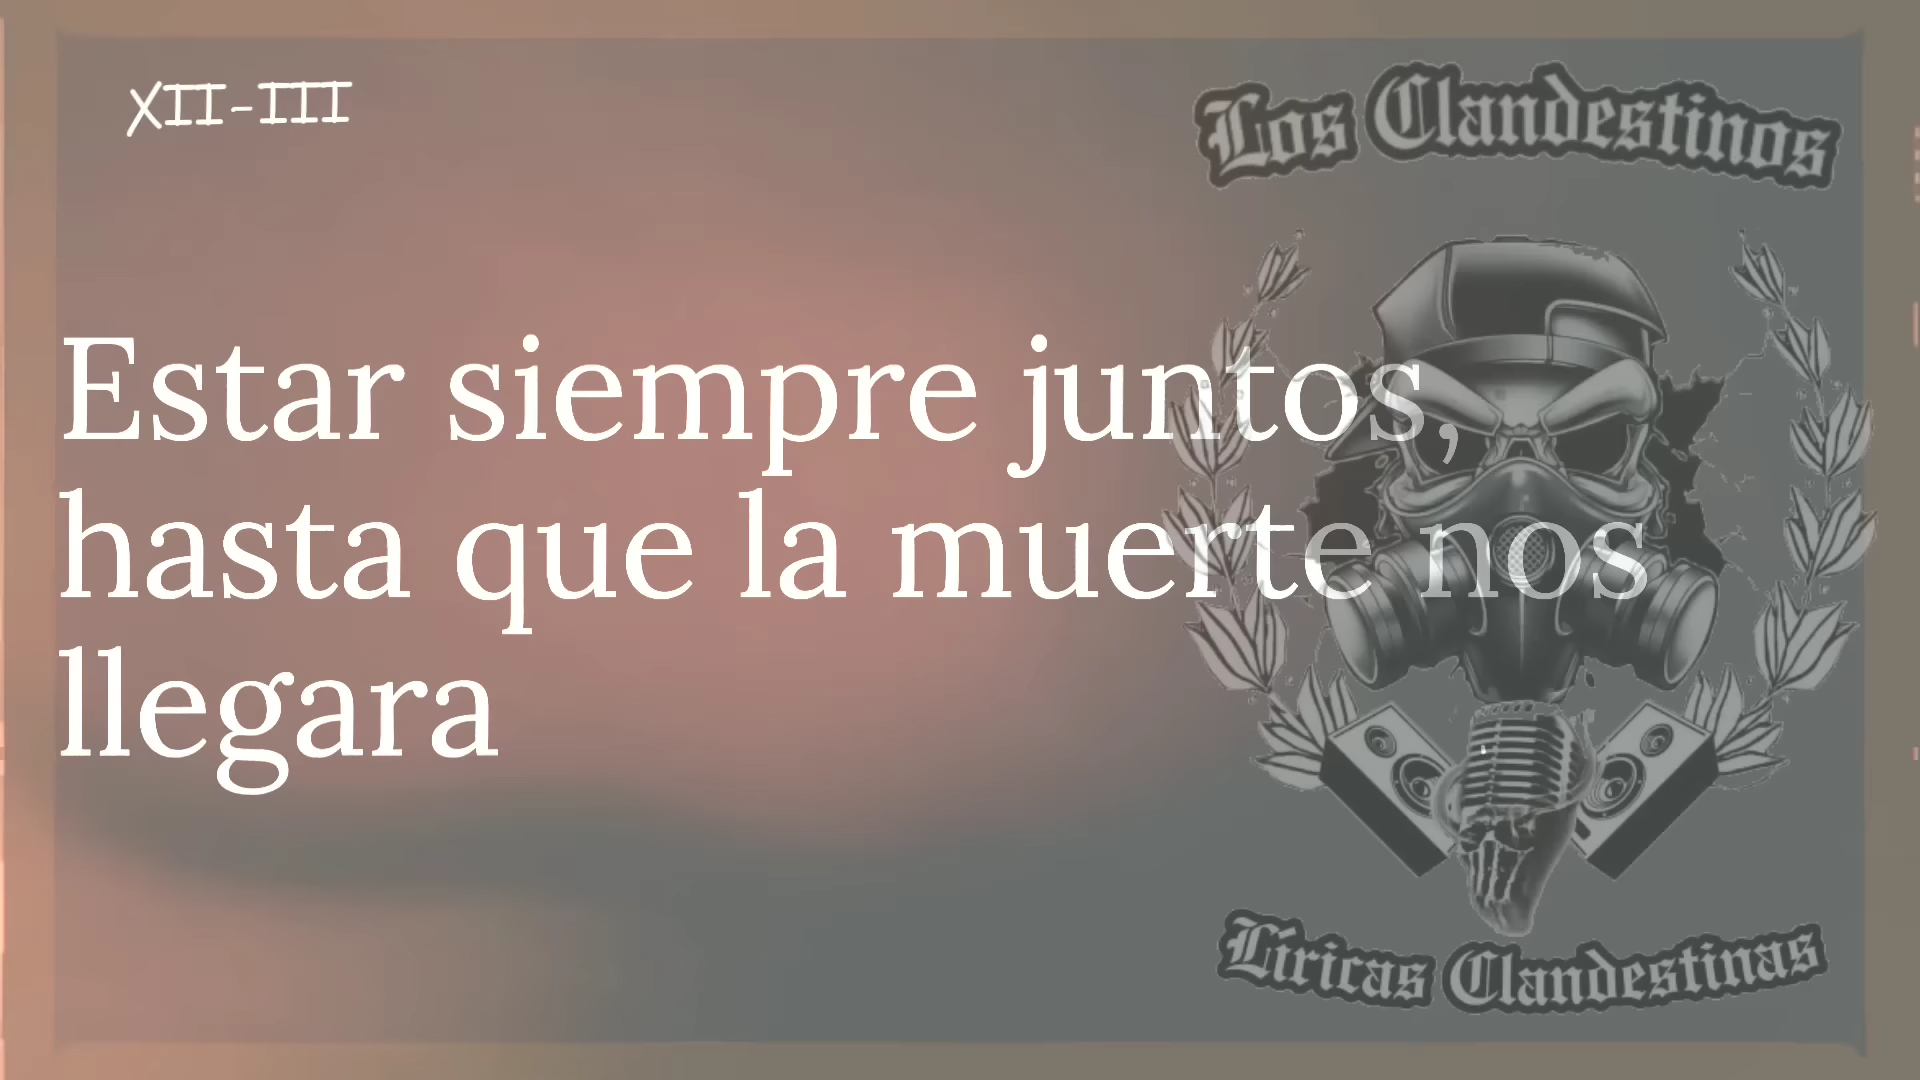 XII-III
Los Clandestinos
Estar siempre juntos,
hasta que la muerte nos
llegara
Líricas Clandestinas